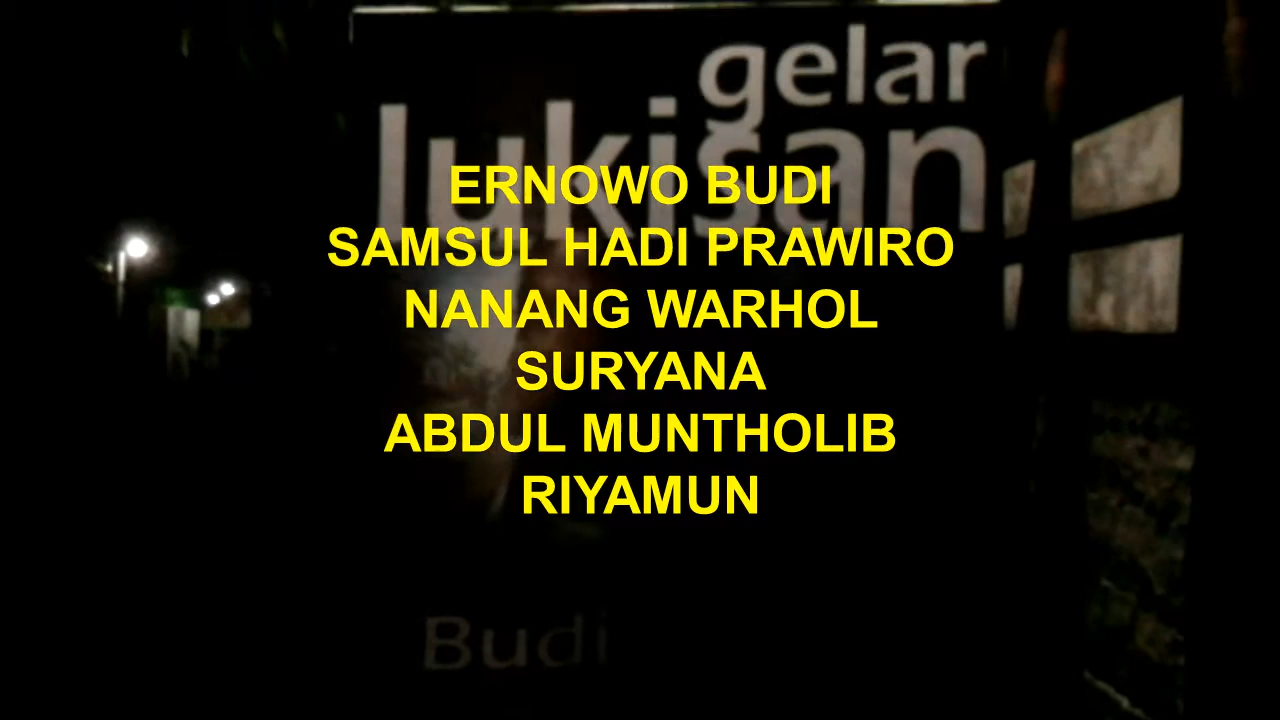 gelar
lukisan
ERNOWO BUDI
SAMSUL HADI PRAWIRO
NANANG WARHOL
SURYANA
ABDUL MUNTHOLIB
RIYAMUN
Budi